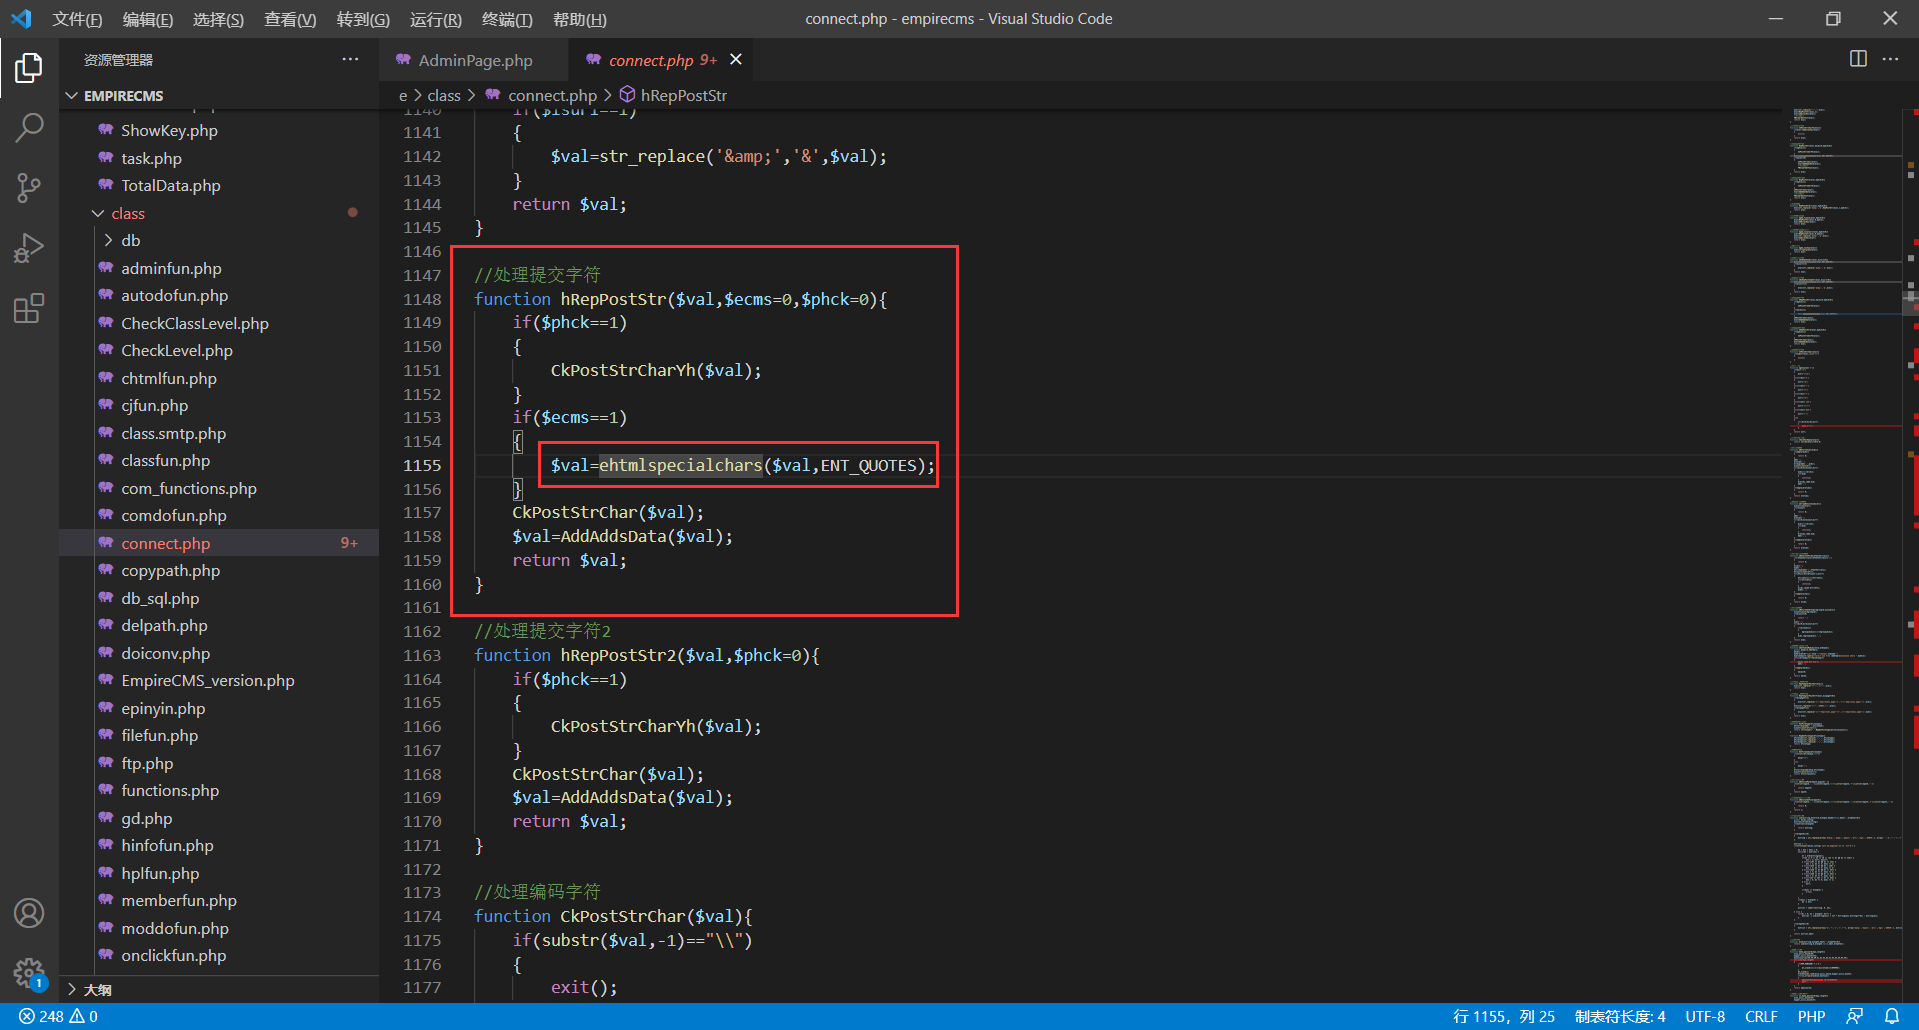 文件(F) 编辑(E) 选择(S) 查看(V) 转到(G) 运行(R) 终端(T) 帮助(H) connect.php - empirecms - Visual Studio Code
资源管理器
EMPIRECMS
ShowKey.php
task.php
TotalData.php
class
db
adminfun.php
autodofun.php
CheckClassLevel.php
CheckLevel.php
chtmlfun.php
cjfun.php
class.smtp.php
classfun.php
com_functions.php
comdofun.php
connect.php 9+
copypath.php
db_sql.php
delpath.php
doiconv.php
EmpireCMS_version.php
epinyin.php
filefun.php
ftp.php
functions.php
gd.php
hinfofun.php
hplfun.php
memberfun.php
moddofun.php
onclickfun.php
大纲
1
AdminPage.php connect.php 9+
e > class > connect.php > hRepPostStr
1140 if($isurl==1)
1141 {
1142 $val=str_replace('&amp;','&',$val);
1143 }
1144 return $val;
1145 }
1146
1147 //处理提交字符
1148 function hRepPostStr($val,$ecms=0,$phck=0){
1149 if($phck==1)
1150 {
1151 CkPostStrCharYh($val);
1152 }
1153 if($ecms==1)
1154 {
1155 $val=ehtmlspecialchars($val,ENT_QUOTES);
1156 }
1157 CkPostStrChar($val);
1158 $val=AddAddsData($val);
1159 return $val;
1160 }
1161
1162 //处理提交字符2
1163 function hRepPostStr2($val,$phck=0){
1164 if($phck==1)
1165 {
1166 CkPostStrCharYh($val);
1167 }
1168 CkPostStrChar($val);
1169 $val=AddAddsData($val);
1170 return $val;
1171 }
1172
1173 //处理编码字符
1174 function CkPostStrChar($val){
1175 if(substr($val,-1)=="\\")
1176 {
1177 exit();
248 0 行 1155，列 25 制表符长度: 4 UTF-8 CRLF PHP